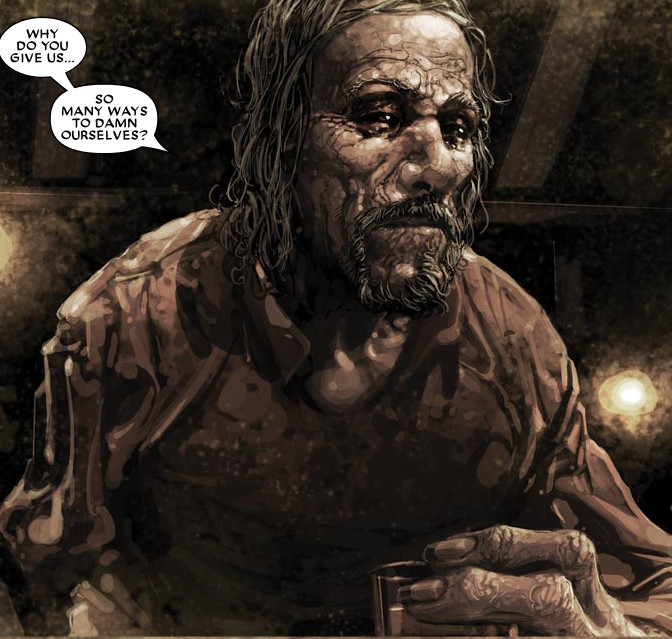 WHY
DO YOU
GIVE US...
SO
MANY WAYS
TO DAMN
OURSELVES?